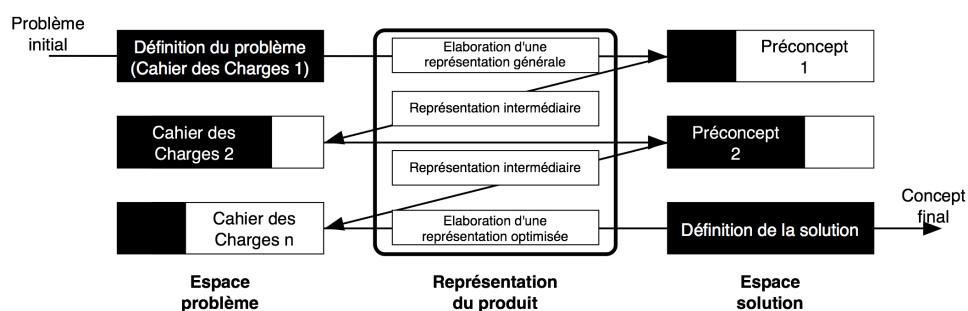 Problème
initial
Définition du problème
(Cahier des Charges 1)
Elaboration d'une
représentation générale
Préconcept
1
Représentation intermédiaire
Cahier des
Charges 2
Préconcept
2
Représentation intermédiaire
Cahier des
Charges n
Elaboration d'une
représentation optimisée
Définition de la solution
Concept
final
Espace
problème
Représentation
du produit
Espace
solution